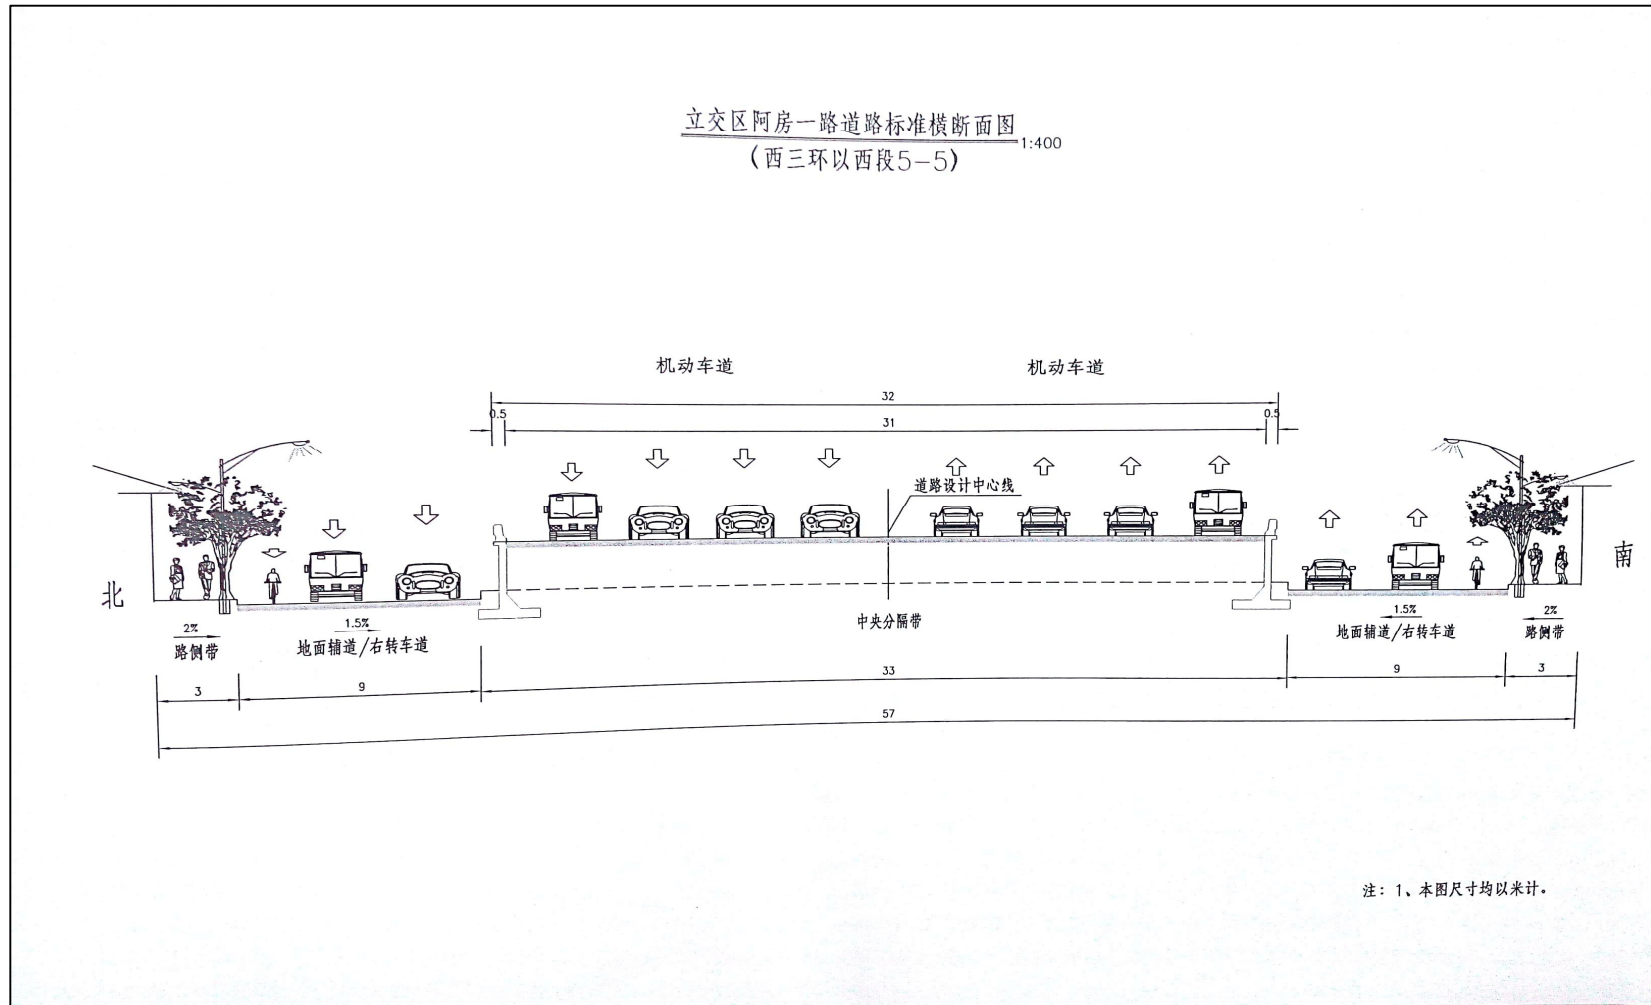 立交区阿房一路道路标准横断面图 1:400
(西三环以西段5-5)
机动车道 机动车道
32
0.5 31 0.5
道路设计中心线
北 南
中央分隔带
2% 1.5% 1.5% 2%
路侧带 地面辅道/右转车道 地面辅道/右转车道 路侧带
3 9 33 9 3
57
注：1、本图尺寸均以米计。